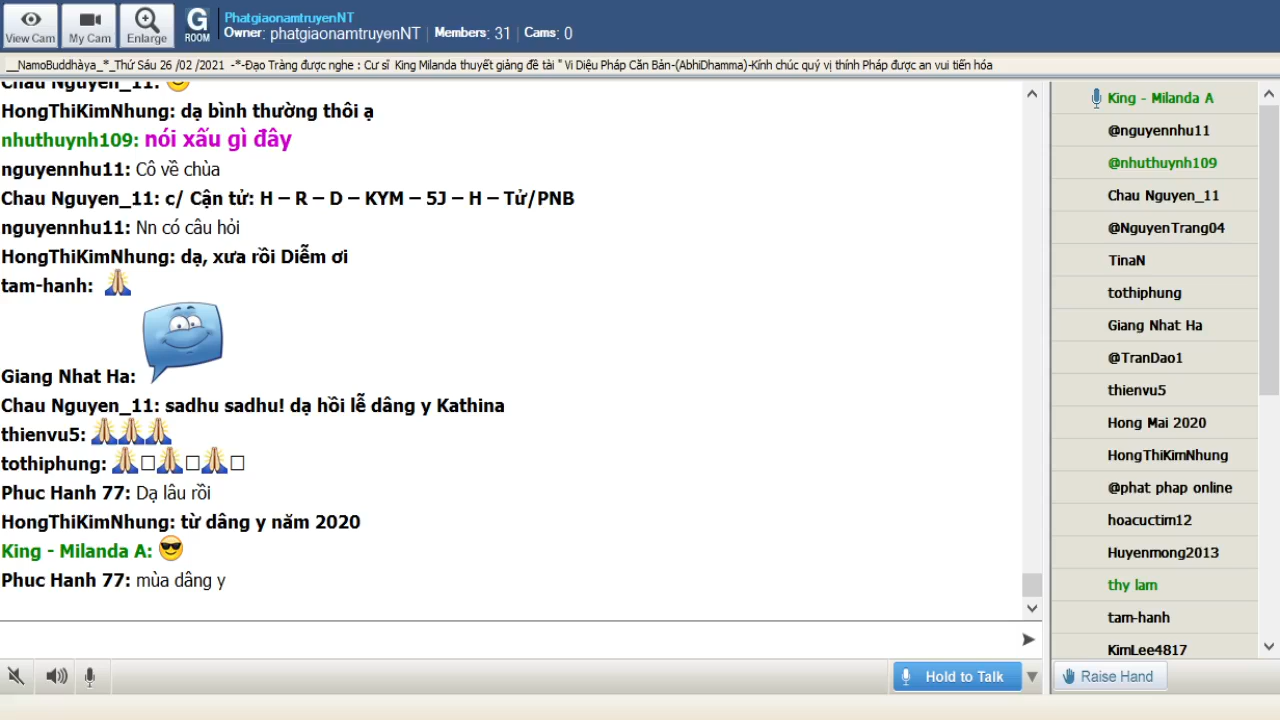 View Cam
My Cam
Enlarge
G
ROOM
PhatgiaonamtruyenNT
Owner: phatgiaonamtruyenNT Members: 31 Cams: 0
__NamoBuddhàya_*_Thứ Sáu 26 /02 /2021 -*-Đạo Tràng được nghe : Cư sĩ King Milanda thuyết giảng đề tài " Vi Diệu Pháp Căn Bản-(AbhiDhamma)-Kính chúc quý vị thính Pháp được an vui tiến hóa
Chau Nguyen_11:
HongThiKimNhung: dạ bình thường thôi ạ
nhuthuynh109: nói xấu gì đây
nguyennhu11: Cô về chùa
Chau Nguyen_11: c/ Cận tử: H – R – D – KYM – 5J – H – Tử/PNB
nguyennhu11: Nn có câu hỏi
HongThiKimNhung: dạ, xưa rồi Diễm ơi
tam-hanh:
Giang Nhat Ha:
Chau Nguyen_11: sadhu sadhu! dạ hồi lễ dâng y Kathina
thienvu5:
tothiphung:
Phuc Hanh 77: Dạ lâu rồi
HongThiKimNhung: từ dâng y năm 2020
King - Milanda A:
Phuc Hanh 77: mùa dâng y
Hold to Talk
King - Milanda A
@nguyennhu11
@nhuthuynh109
Chau Nguyen_11
@NguyenTrang04
TinaN
tothiphung
Giang Nhat Ha
@TranDao1
thienvu5
Hong Mai 2020
HongThiKimNhung
@phat phap online
hoacuctim12
Huyenmong2013
thy lam
tam-hanh
KimLee4817
Raise Hand